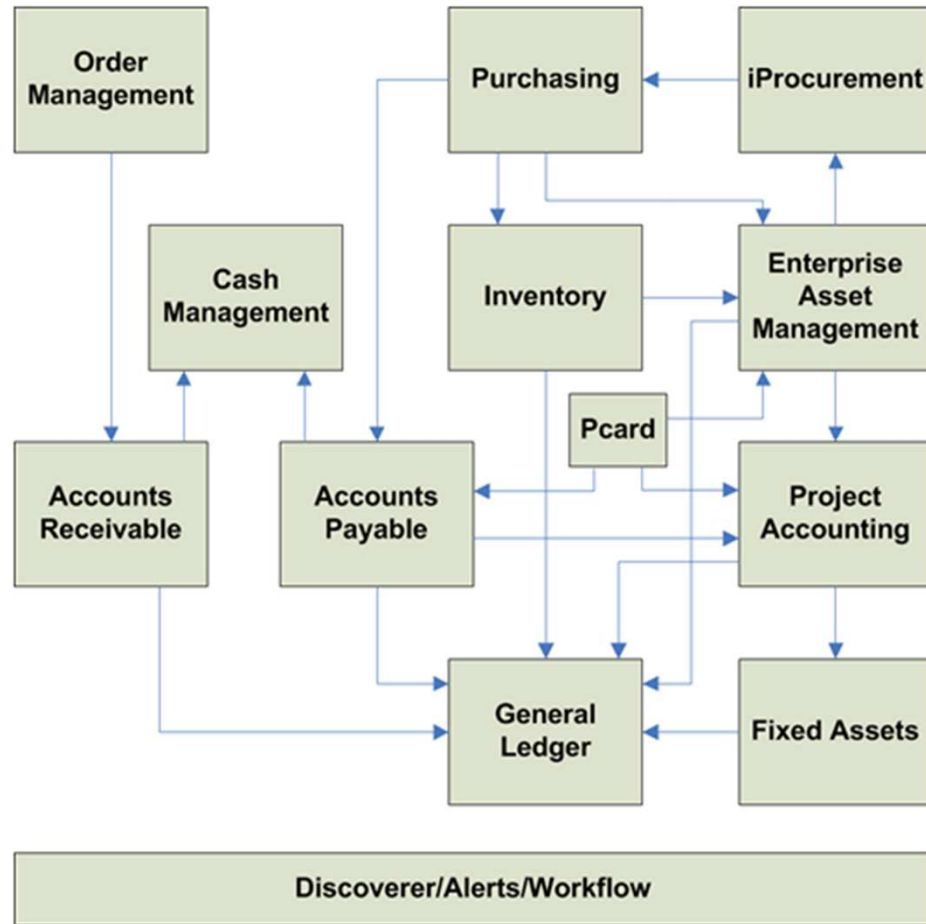 Order
Management
Purchasing
iProcurement
Cash
Management
Inventory
Enterprise
Asset
Management
Pcard
Accounts
Receivable
Accounts
Payable
Project
Accounting
General
Ledger
Fixed Assets
Discoverer/Alerts/Workflow